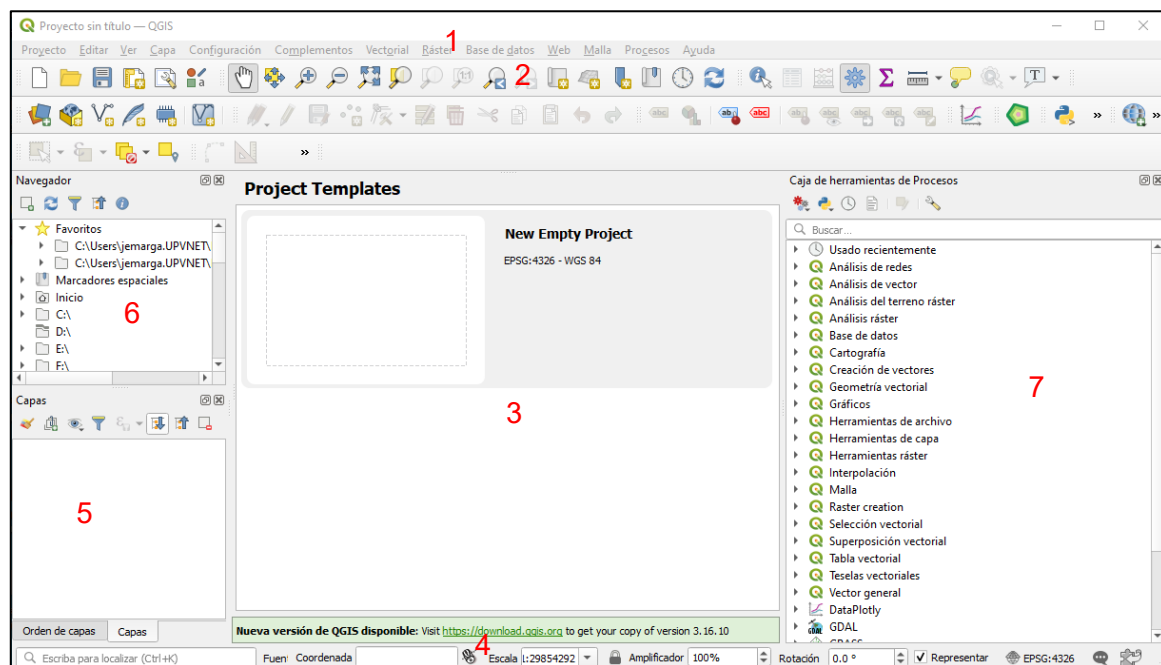 Proyecto sin título — QGIS
Proyecto Editar Ver Capa Configuración Complementos Vectorial Ráster Base de datos Web Malla Procesos Ayuda
1
2
Navegador
Favoritos
C:\Users\jemarga.UPVNET\
C:\Users\jemarga.UPVNET\
Marcadores espaciales
Inicio
C:\
D:\
E:\
F:\
6
Capas
5
Orden de capas Capas
Project Templates
New Empty Project
EPSG:4326 - WGS 84
3
Nueva versión de QGIS disponible: Visit https://download.qgis.org to get your copy of version 3.16.10
4
Caja de herramientas de Procesos
Buscar...
Usado recientemente
Análisis de redes
Análisis de vector
Análisis del terreno ráster
Análisis ráster
Base de datos
Cartografía
Creación de vectores
Geometría vectorial
Gráficos
Herramientas de archivo
Herramientas de capa
Herramientas ráster
Interpolación
Malla
Raster creation
Selección vectorial
Superposición vectorial
Tabla vectorial
Teselas vectoriales
Vector general
DataPlotly
GDAL
7
Escriba para localizar (Ctrl+K) Coordenada Escala 1:29854292 Amplificador 100% Rotación 0.0 ° Representar EPSG:4326